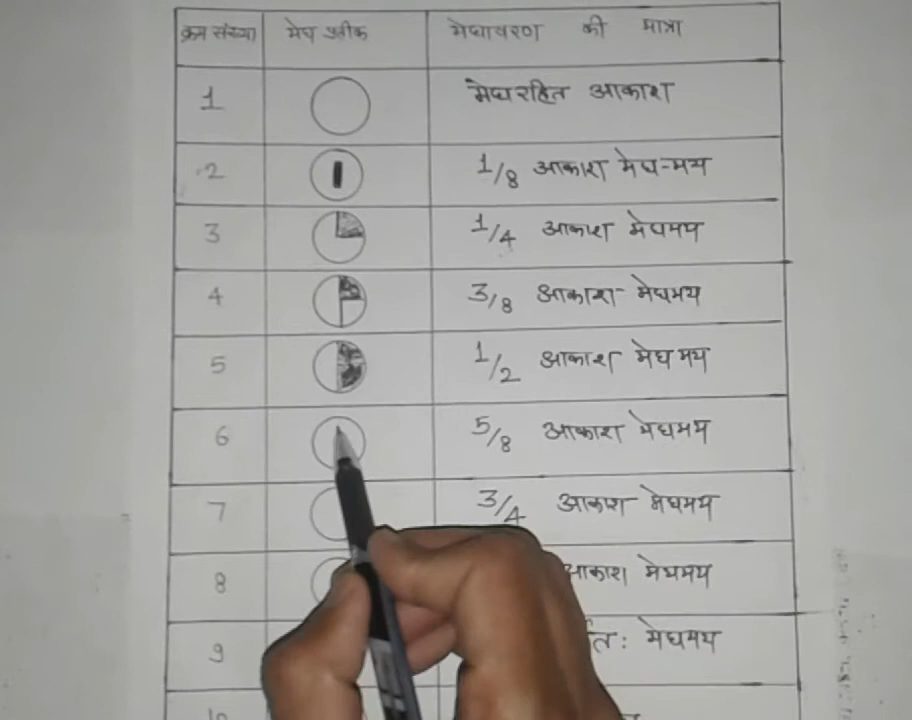 क्रम संख्या मेघ प्रतीक मेघावरण की मात्रा
1 मेघरहित आकाश
2 1/8 आकाश मेघ-मय
3 1/4 आकाश मेघमय
4 3/8 आकाश मेघमय
5 1/2 आकाश मेघमय
6 5/8 आकाश मेघमय
7 3/4 आकाश मेघमय
8 आकाश मेघमय
9 मेघमय
10